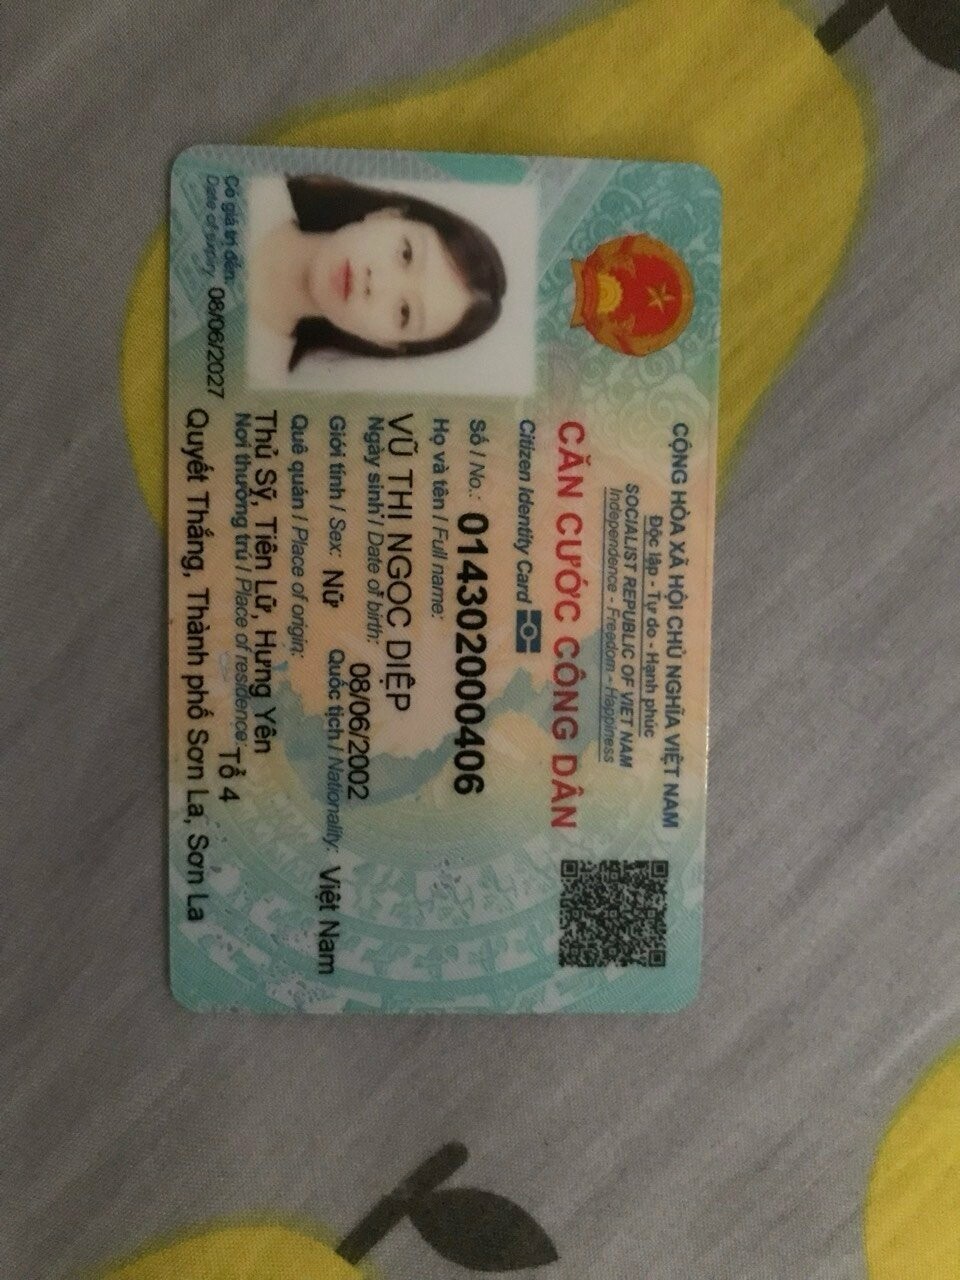 CỘNG HÒA XÃ HỘI CHỦ NGHĨA VIỆT NAM
Độc lập - Tự do - Hạnh phúc
SOCIALIST REPUBLIC OF VIET NAM
Independence - Freedom - Happiness
CĂN CƯỚC CÔNG DÂN
Citizen Identity Card
Số / No.: 014302000406
Họ và tên / Full name:
VŨ THỊ NGỌC DIỆP
Ngày sinh / Date of birth: 08/06/2002
Giới tính / Sex: Nữ Quốc tịch / Nationality: Việt Nam
Quê quán / Place of origin:
Thủ Sỹ, Tiên Lữ, Hưng Yên
Nơi thường trú / Place of residence: Tổ 4
Quyết Thắng, Thành phố Sơn La, Sơn La
Có giá trị đến:
Date of expiry 08/06/2027